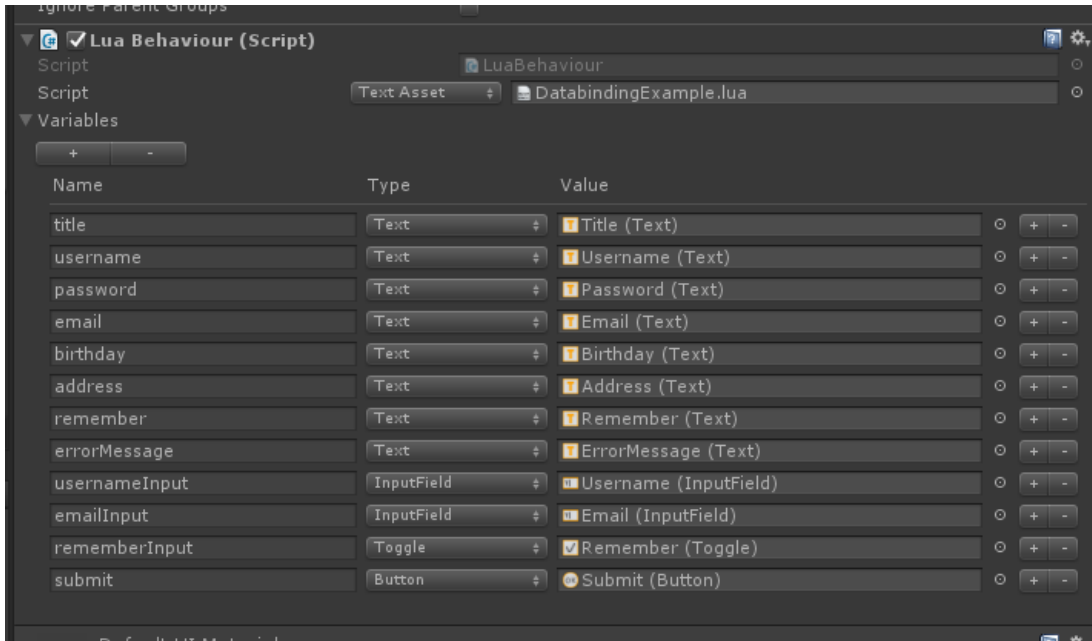 Ignore Parent Groups
Lua Behaviour (Script)
Script LuaBehaviour
Script Text Asset DatabindingExample.lua
Variables
+ -
Name Type Value
title Text Title (Text) + -
username Text Username (Text) + -
password Text Password (Text) + -
email Text Email (Text) + -
birthday Text Birthday (Text) + -
address Text Address (Text) + -
remember Text Remember (Text) + -
errorMessage Text ErrorMessage (Text) + -
usernameInput InputField Username (InputField) + -
emailInput InputField Email (InputField) + -
rememberInput Toggle Remember (Toggle) + -
submit Button Submit (Button) + -
Default UI Material